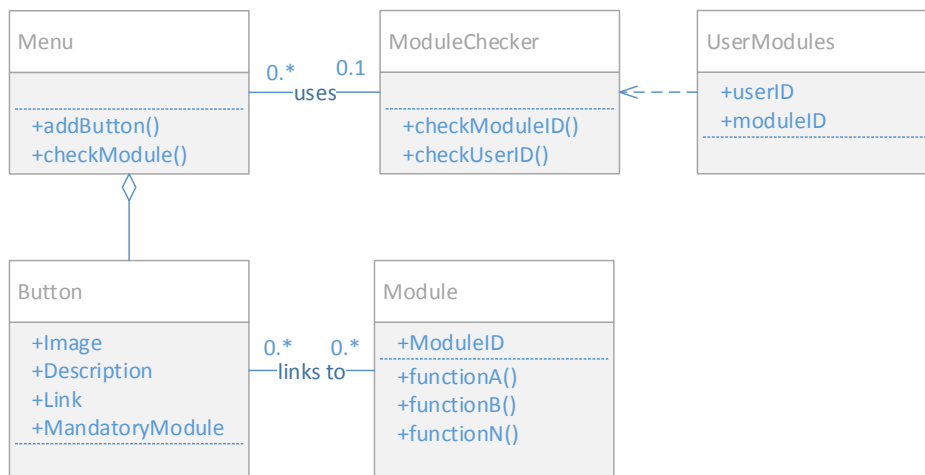 Menu
+addButton()
+checkModule()
0.*
0.1
uses
ModuleChecker
+checkModuleID()
+checkUserID()
UserModules
+userID
+moduleID
Button
+Image
+Description
+Link
+MandatoryModule
0.*
0.*
links to
Module
+ModuleID
+functionA()
+functionB()
+functionN()